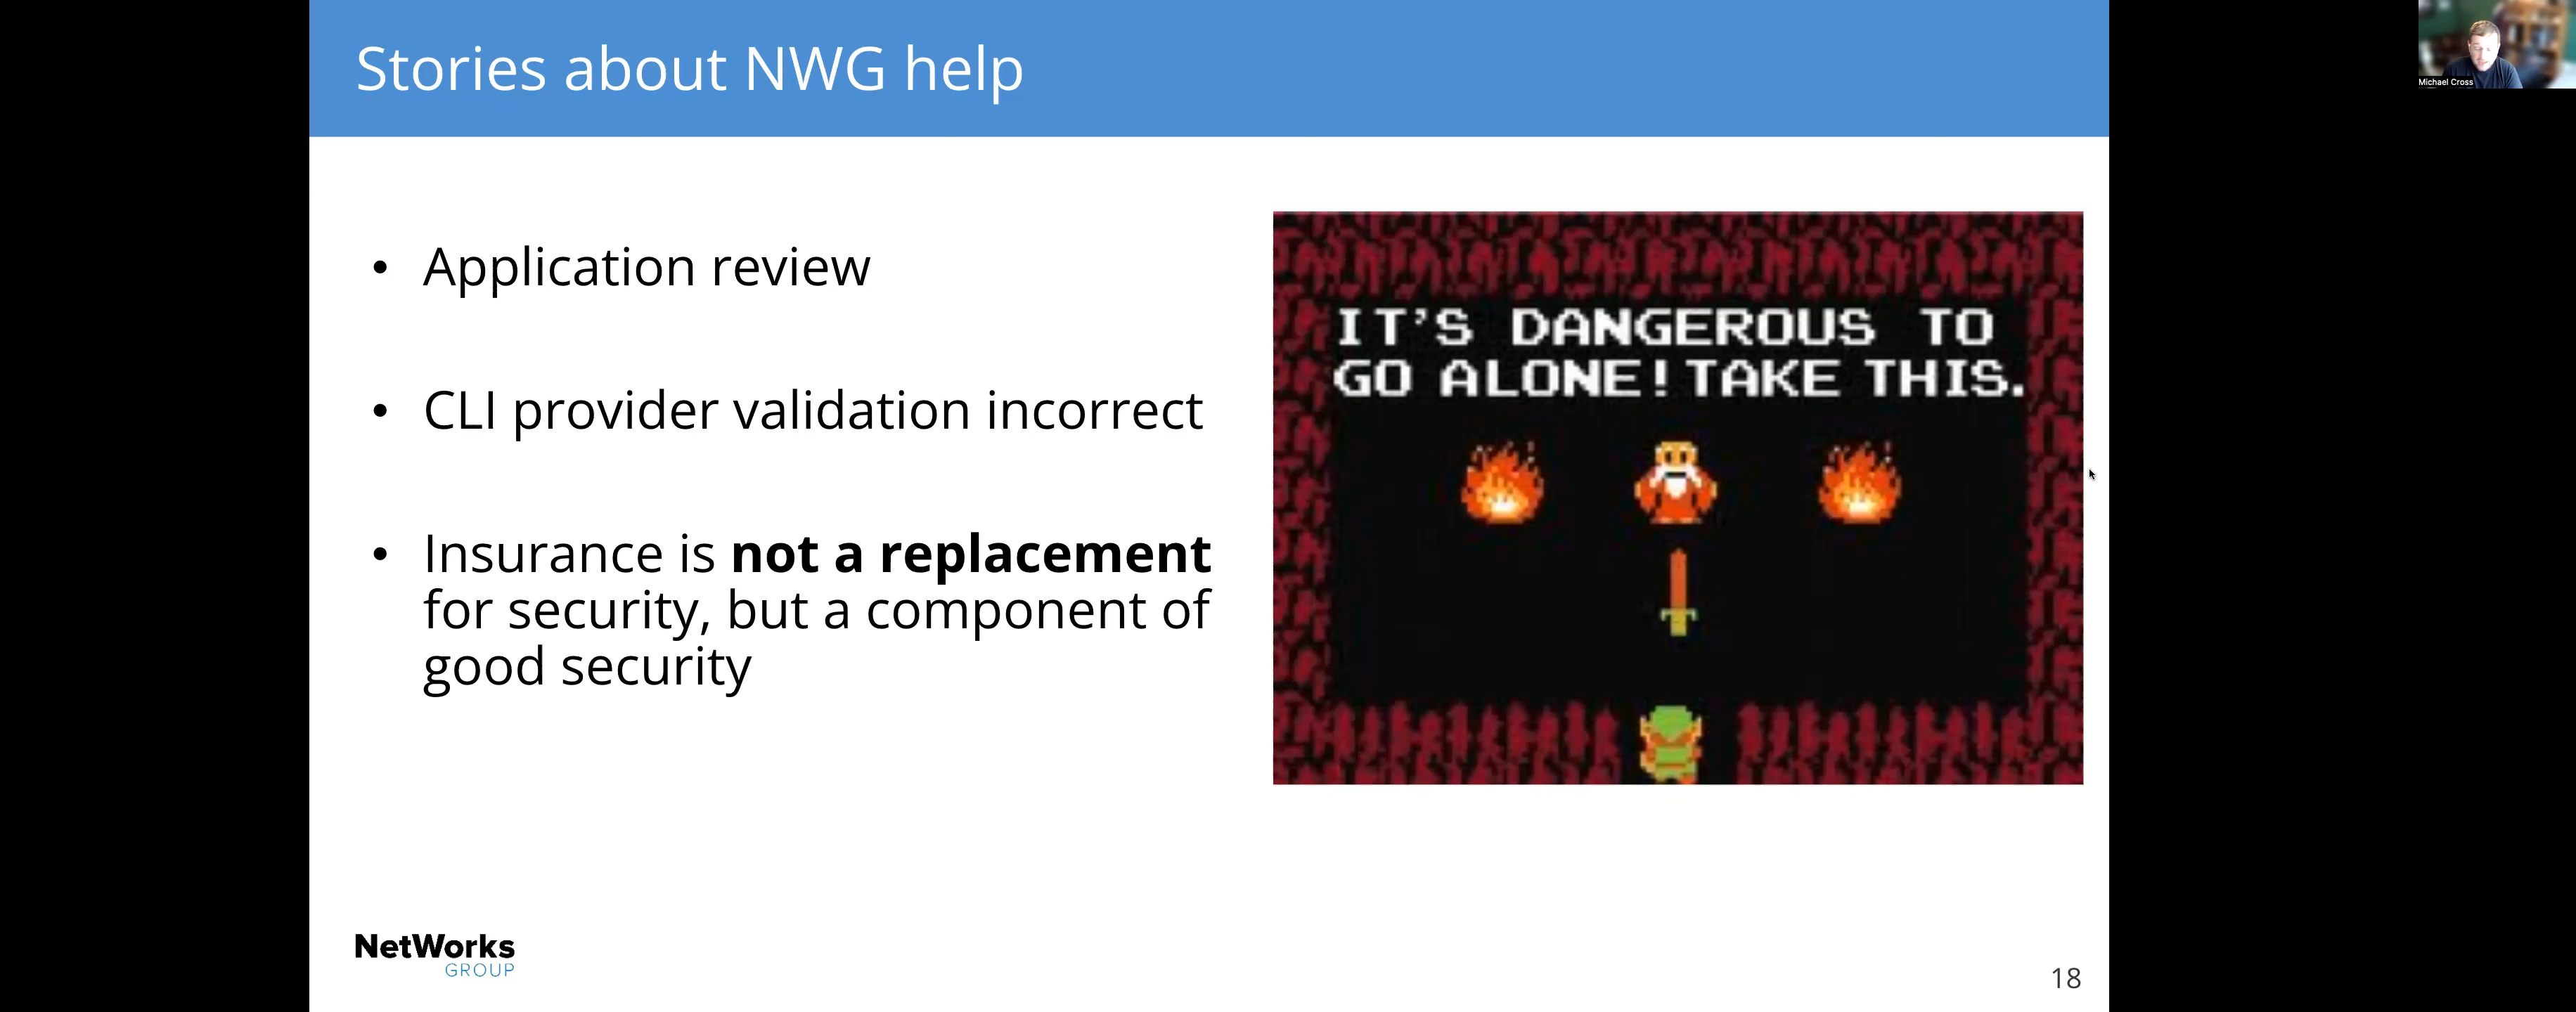 Stories about NWG help
Michael Cross
• Application review
• CLI provider validation incorrect
• Insurance is not a replacement
for security, but a component of
good security
IT'S DANGEROUS TO
GO ALONE! TAKE THIS.
NetWorks
GROUP
18